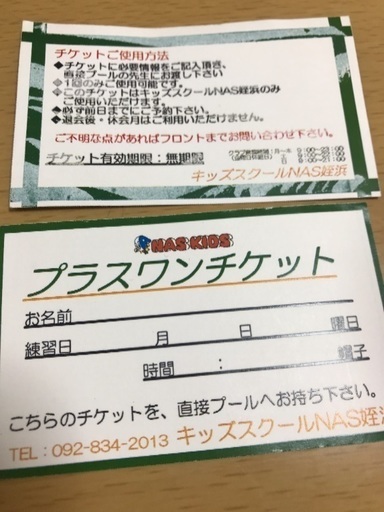 チケットご使用方法
◆チケットに必要情報をご記入頂き、
直接プールの先生にお渡し下さい
◆1回のみご使用可能です。
◆このチケットはキッズスクールNAS姪浜のみ
ご使用いただけます。
◆必ず前日までにご予約下さい。
◆退会後・休会月はご利用いただけません。
ご不明な点があればフロントまでお問い合わせ下さい。
チケット有効期限：無期限
キッズスクールNAS姪浜
NAS KIDS
プラスワンチケット
お名前
練習日 月 日 曜日
時間 ： 帽子
こちらのチケットを、直接プールへお持ち下さい。
TEL：092-834-2013 キッズスクールNAS姪浜